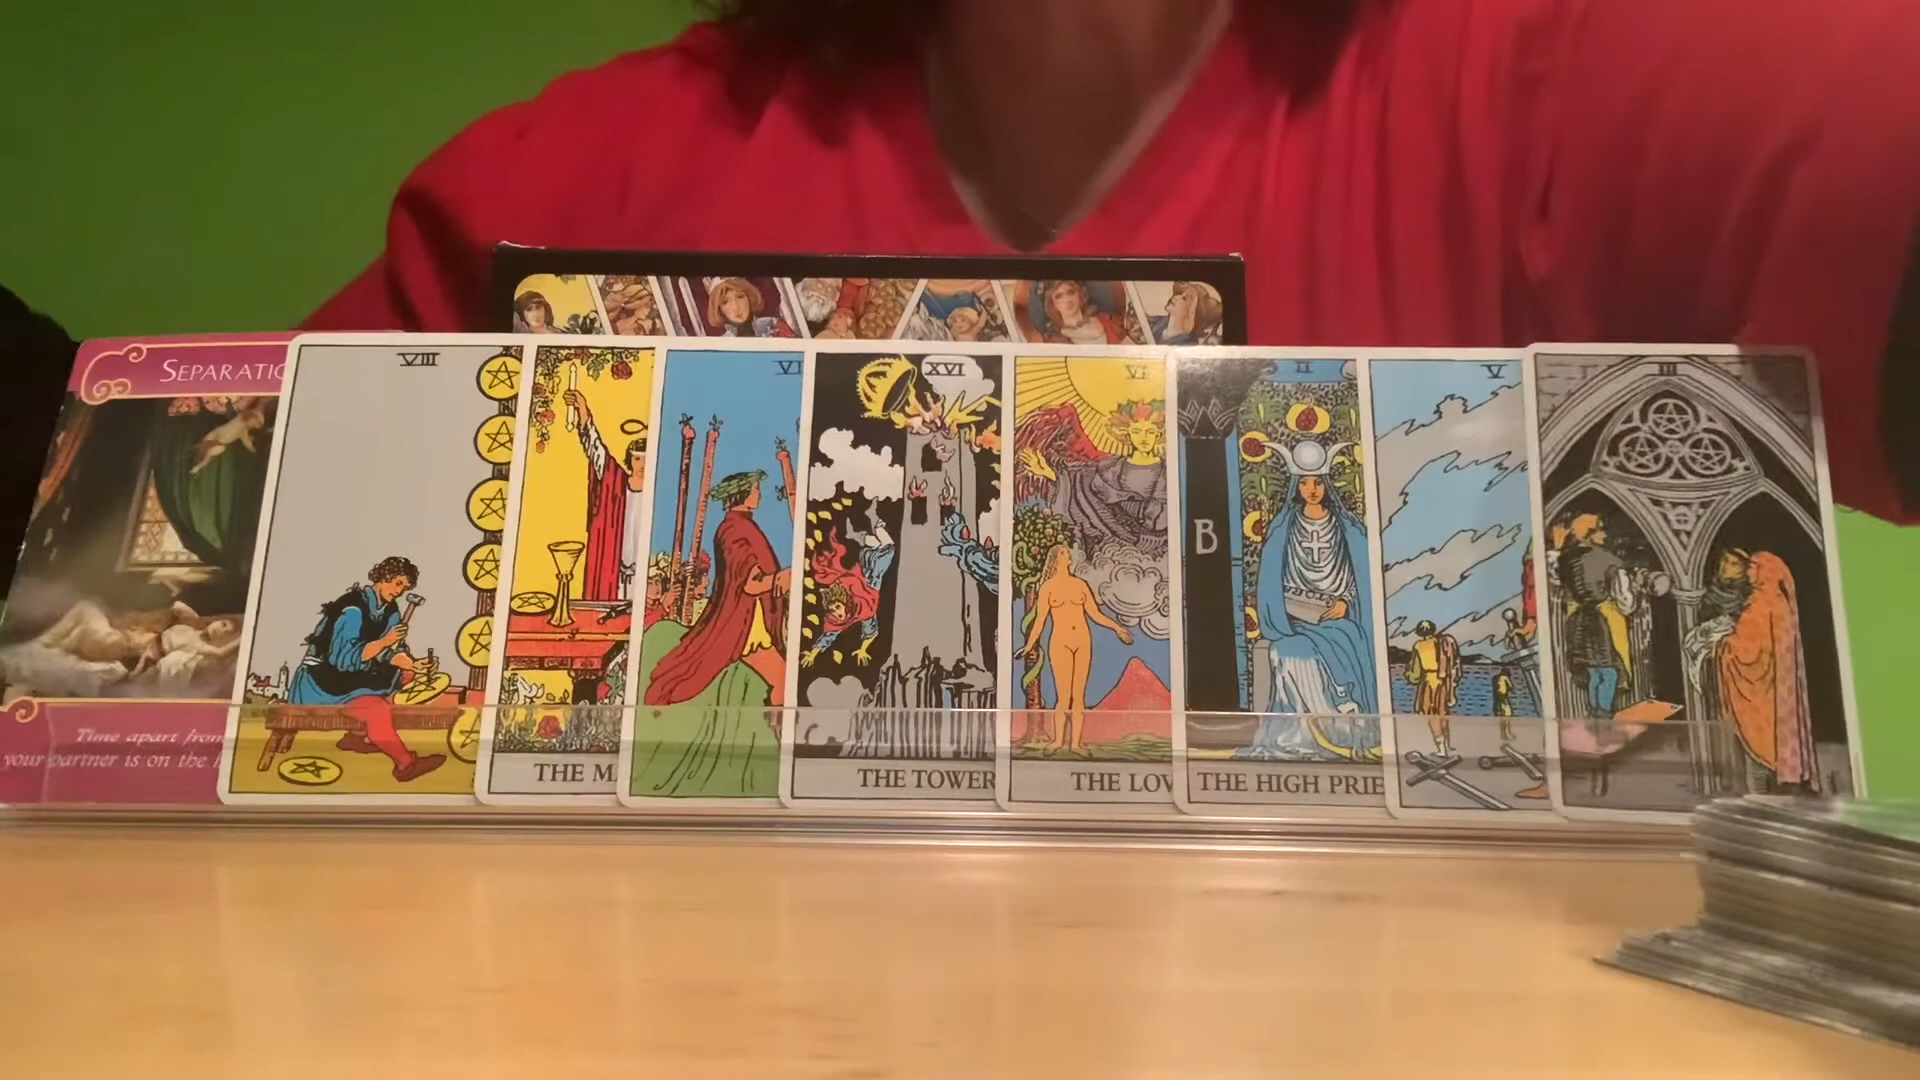 SEPARATIO
Time apart from
your partner is on the
VIII
THE M
VI
XVI
THE TOWER
VI
THE LOV
II
B
THE HIGH PRIE
V
III